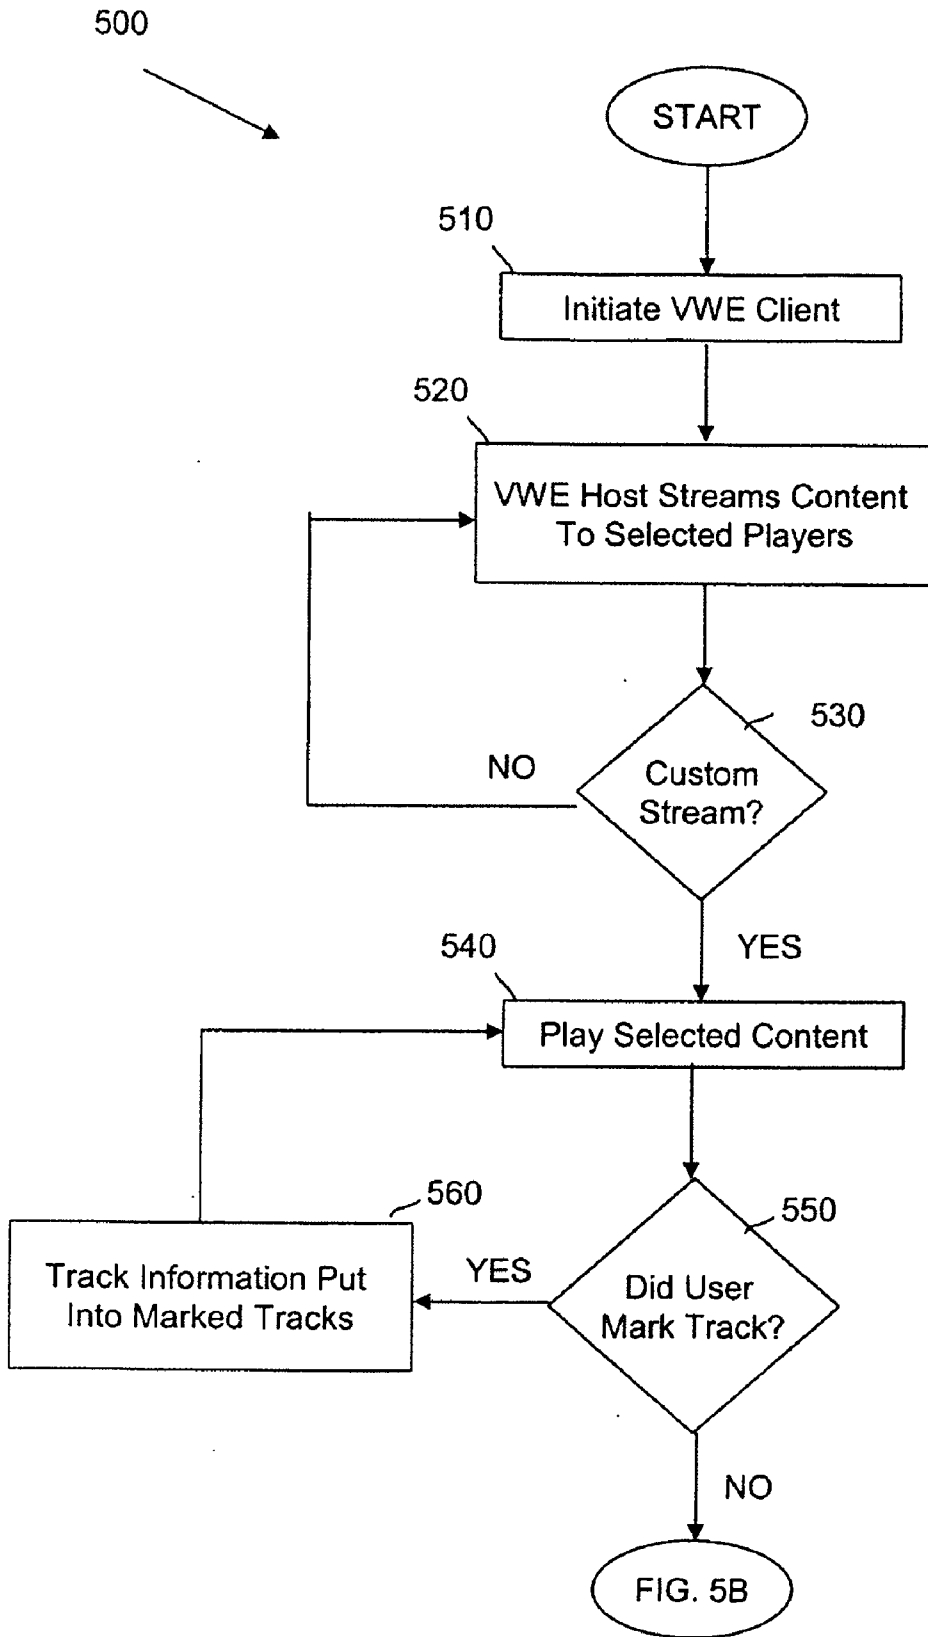 500
START
510
Initiate VWE Client
520
VWE Host Streams Content
To Selected Players
530
NO
Custom
Stream?
YES
540
Play Selected Content
560
550
Track Information Put
Into Marked Tracks
YES
Did User
Mark Track?
NO
FIG. 5B